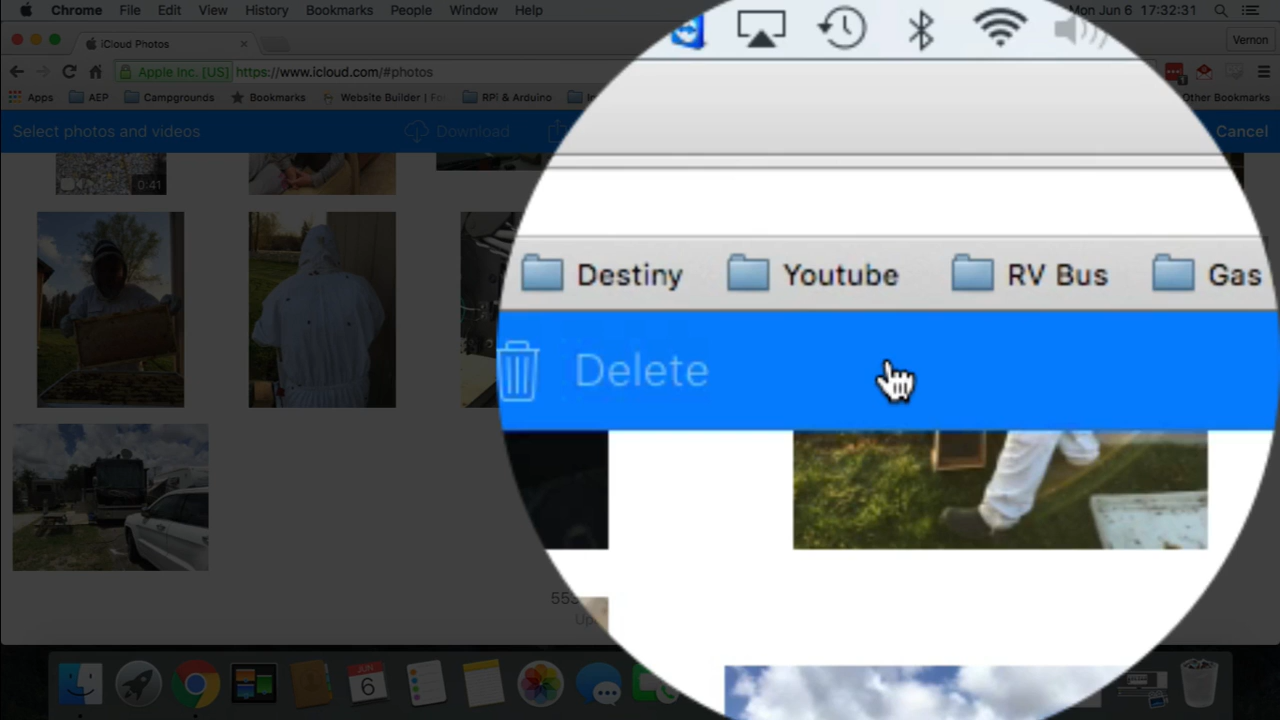 Chrome File Edit View History Bookmarks People Window Help
Mon Jun 6 17:32:31
iCloud Photos
Vernon
Apple Inc. [US] https://www.icloud.com/#photos
Apps AEP Campgrounds Bookmarks Website Builder | RPi & Arduino
Other Bookmarks
Select photos and videos Download
Cancel
0:41
Destiny Youtube RV Bus Gas
Delete
JUN
6